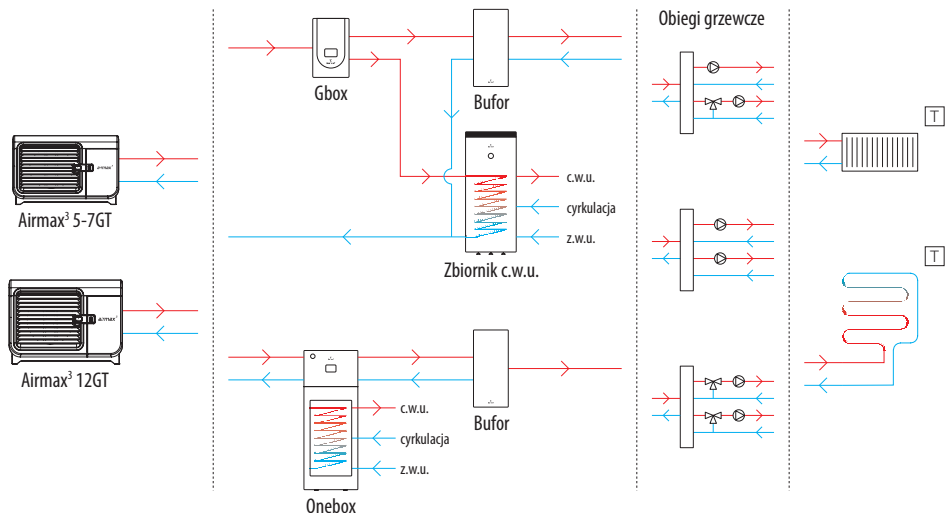 Airmax³ 5-7GT
Airmax³ 12GT
Gbox
Bufor
c.w.u.
cyrkulacja
z.w.u.
Zbiornik c.w.u.
c.w.u.
cyrkulacja
z.w.u.
Onebox
Bufor
Obiegi grzewcze
T
T